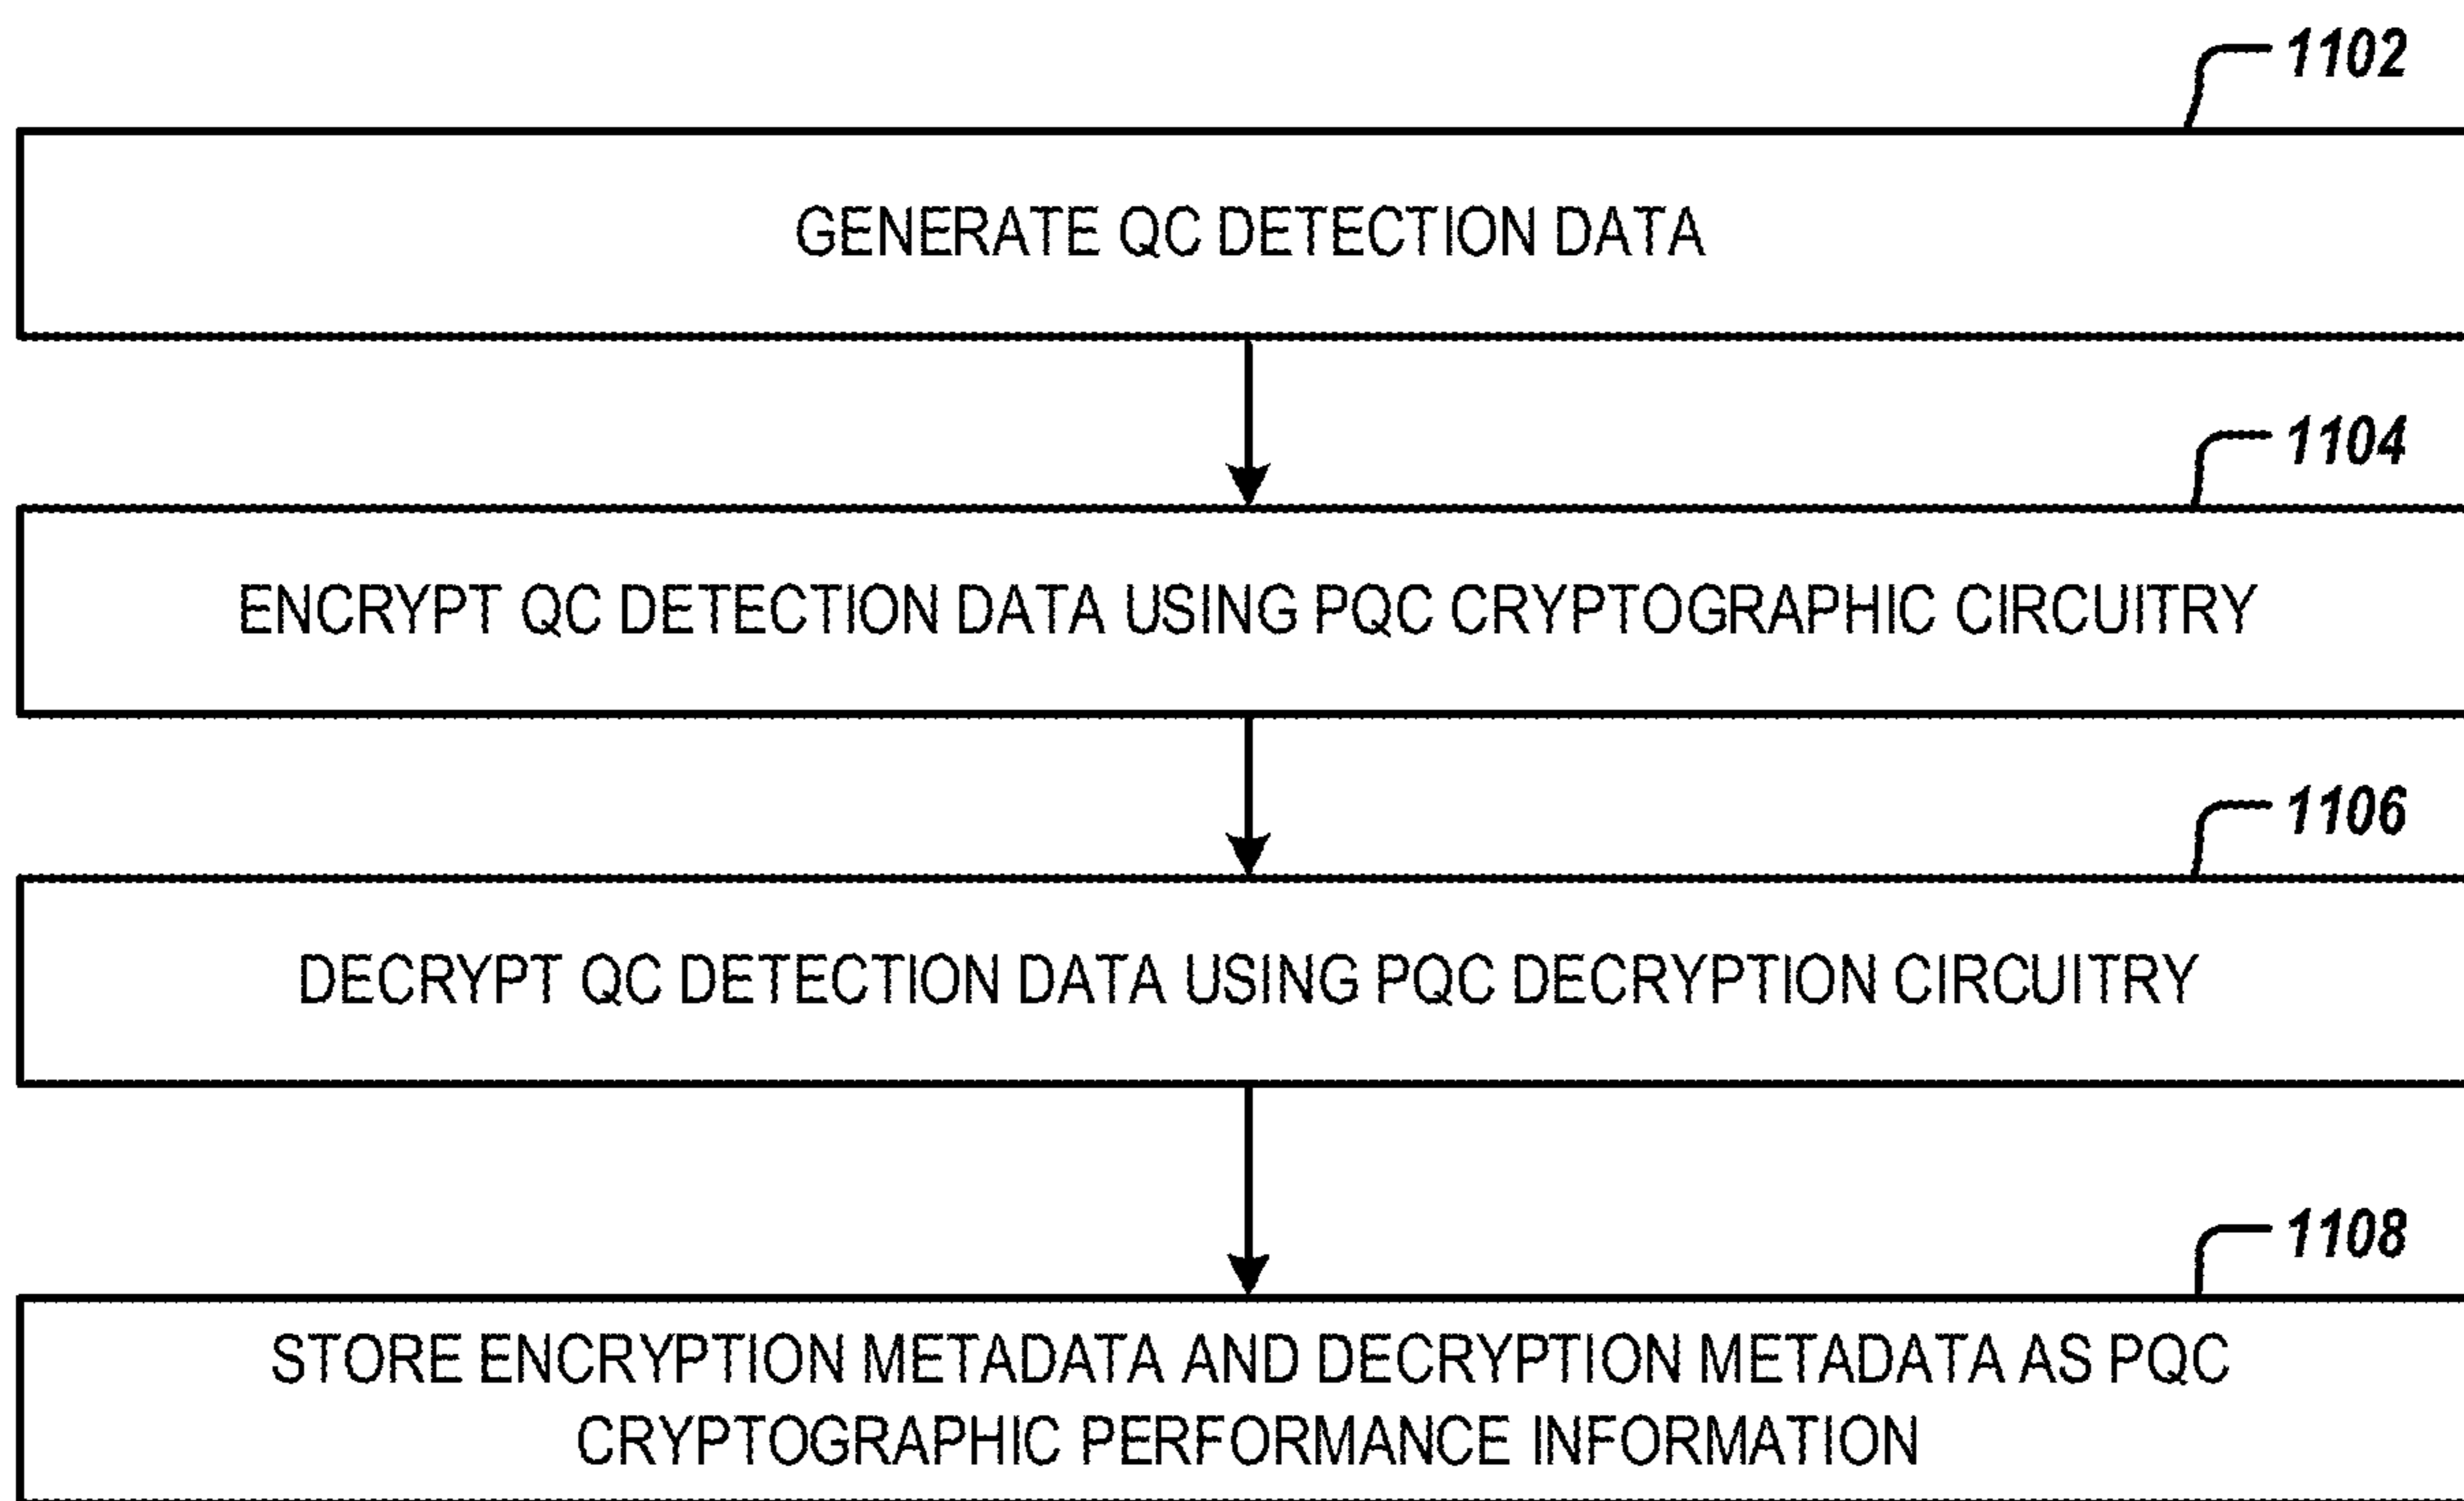 1102
GENERATE QC DETECTION DATA
1104
ENCRYPT QC DETECTION DATA USING PQC CRYPTOGRAPHIC CIRCUITRY
1106
DECRYPT QC DETECTION DATA USING PQC DECRYPTION CIRCUITRY
1108
STORE ENCRYPTION METADATA AND DECRYPTION METADATA AS PQC
CRYPTOGRAPHIC PERFORMANCE INFORMATION